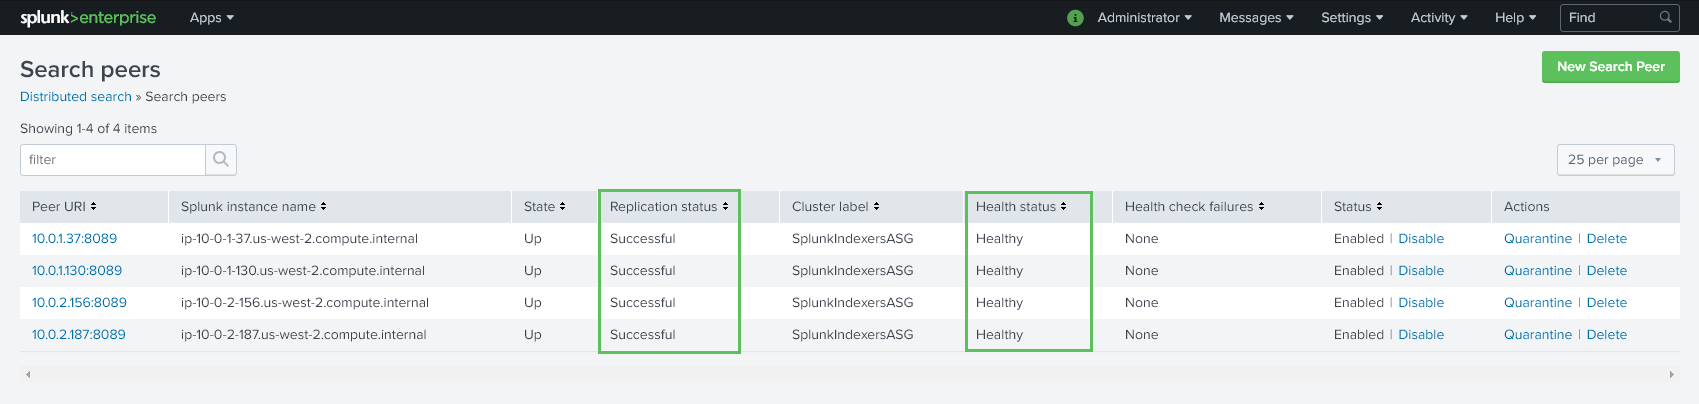 splunk>enterprise Apps Administrator Messages Settings Activity Help Find
Search peers
New Search Peer
Distributed search » Search peers
Showing 1-4 of 4 items
filter
25 per page
Peer URI Splunk instance name State Replication status Cluster label Health status Health check failures Status Actions
10.0.1.37:8089 ip-10-0-1-37.us-west-2.compute.internal Up Successful SplunkIndexersASG Healthy None Enabled | Disable Quarantine | Delete
10.0.1.130:8089 ip-10-0-1-130.us-west-2.compute.internal Up Successful SplunkIndexersASG Healthy None Enabled | Disable Quarantine | Delete
10.0.2.156:8089 ip-10-0-2-156.us-west-2.compute.internal Up Successful SplunkIndexersASG Healthy None Enabled | Disable Quarantine | Delete
10.0.2.187:8089 ip-10-0-2-187.us-west-2.compute.internal Up Successful SplunkIndexersASG Healthy None Enabled | Disable Quarantine | Delete